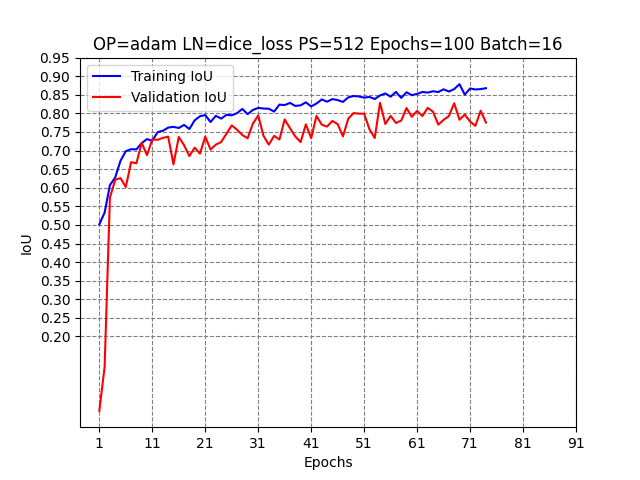 OP=adam LN=dice_loss PS=512 Epochs=100 Batch=16
Training IoU
Validation IoU
IoU
0.95
0.90
0.85
0.80
0.75
0.70
0.65
0.60
0.55
0.50
0.45
0.40
0.35
0.30
0.25
0.20
1 11 21 31 41 51 61 71 81 91
Epochs